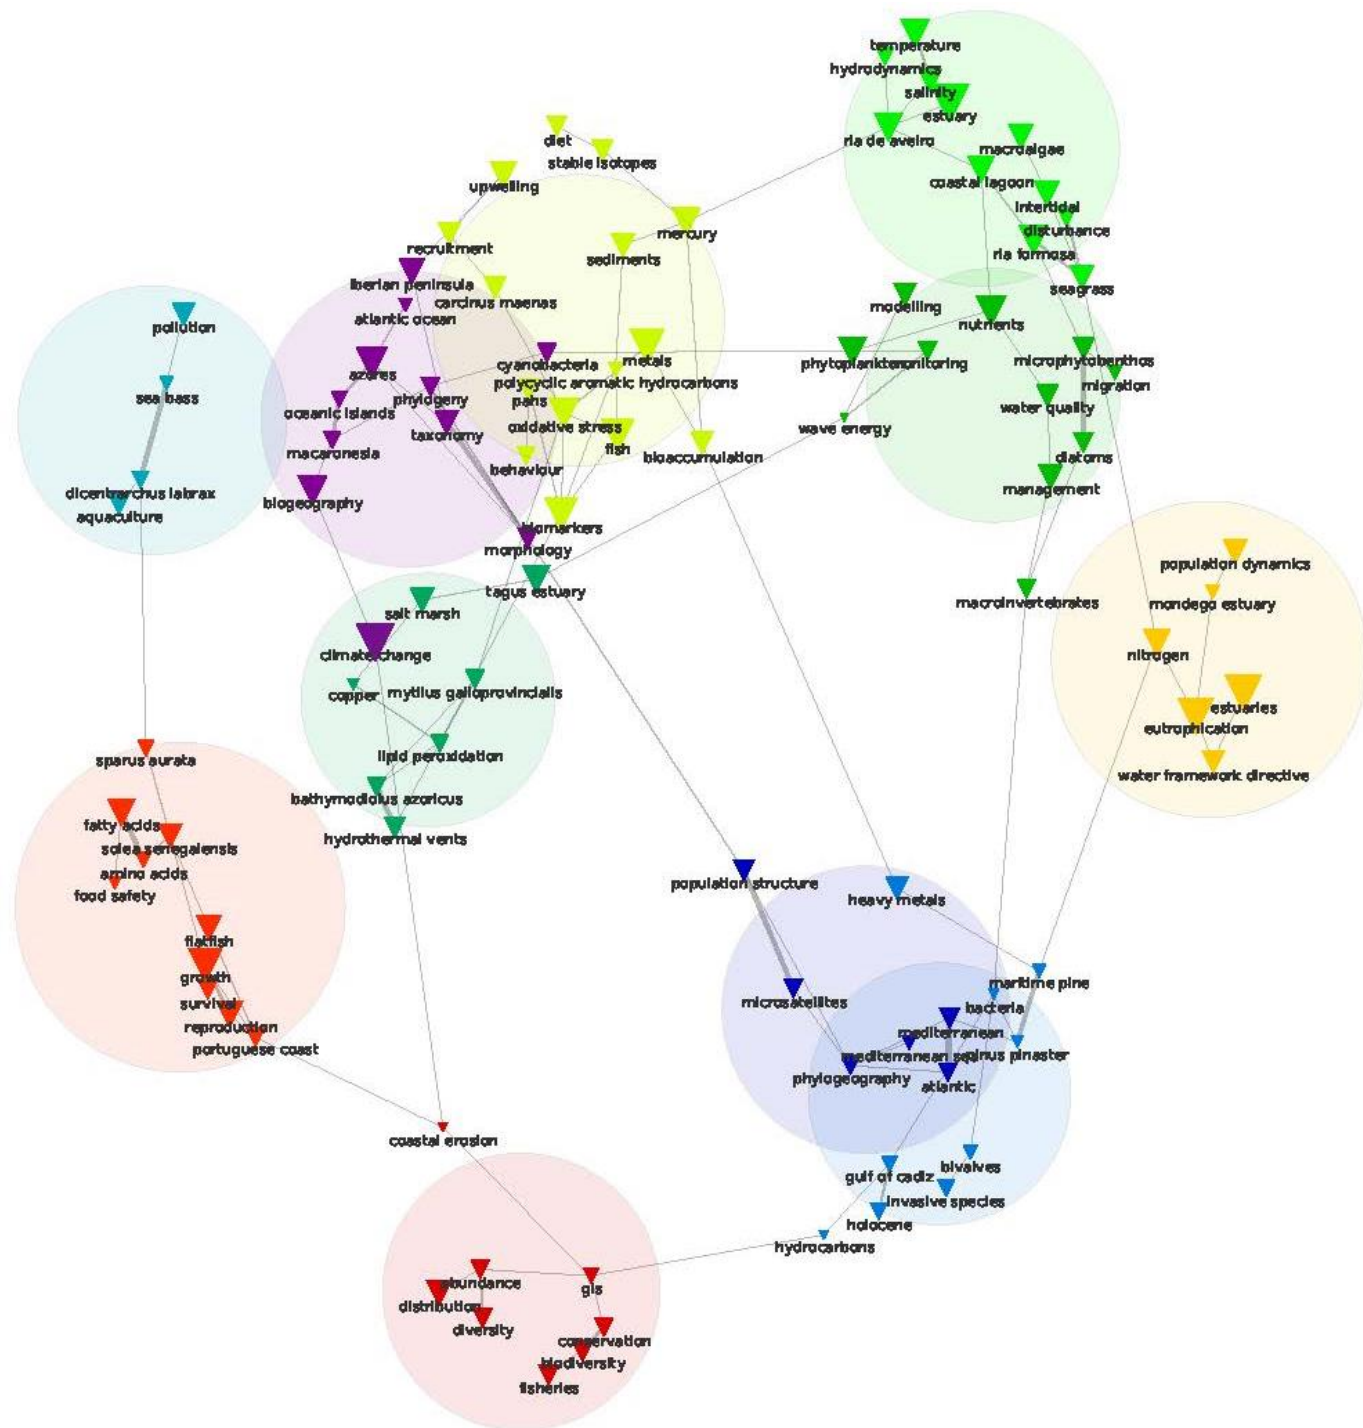 temperature
hydrodynamics
salinity
estuary
ria de aveiro
macroalgae
coastal lagoon
intertidal
disturbance
ria formosa
seagrass
diet
stable isotopes
upwelling
mercury
recruitment
sediments
iberian peninsula
carcinus maenas
atlantic ocean
modelling
nutrients
pollution
cyanobacteria
metals
phytoplankton
monitoring
microphytobenthos
azores
sea bass
phylogeny
polycyclic aromatic hydrocarbons
pahs
migration
oceanic islands
water quality
taxonomy
oxidative stress
wave energy
macaronesia
fish
behaviour
bioaccumulation
diatoms
dicentrarchus labrax
aquaculture
biogeography
management
biomarkers
morphology
tagus estuary
population dynamics
salt marsh
macroinvertebrates
mondego estuary
climate change
nitrogen
copper
mytilus galloprovincialis
estuaries
eutrophication
sparus aurata
lipid peroxidation
water framework directive
bathymodiolus azoricus
hydrothermal vents
fatty acids
solea senegalensis
amino acids
food safety
population structure
heavy metals
flatfish
growth
survival
reproduction
portuguese coast
maritime pine
microsatellites
bacteria
mediterranean
mediterranean sea
pinus pinaster
phylogeography
atlantic
coastal erosion
bivalves
gulf of cadiz
invasive species
holocene
hydrocarbons
abundance
gis
distribution
diversity
conservation
biodiversity
fisheries